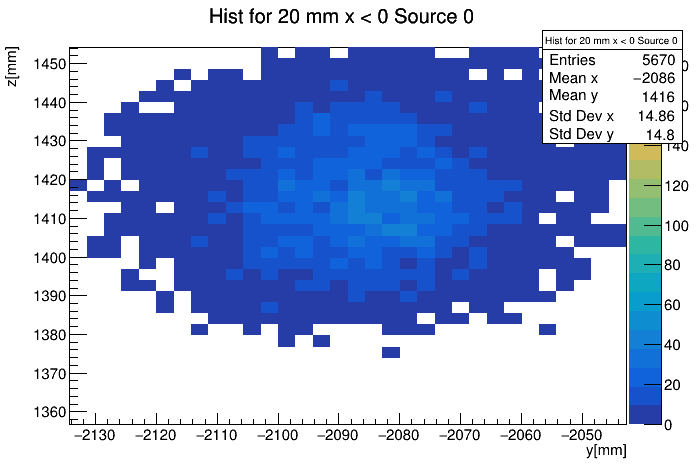 Hist for 20 mm x < 0 Source 0
Hist for 20 mm x < 0 Source 0
Entries 5670
Mean x −2086
Mean y 1416
Std Dev x 14.86
Std Dev y 14.8
z[mm]
1450
1440
1430
1420
1410
1400
1390
1380
1370
1360
−2130 −2120 −2110 −2100 −2090 −2080 −2070 −2060 −2050
y[mm]
140
120
100
80
60
40
20
0